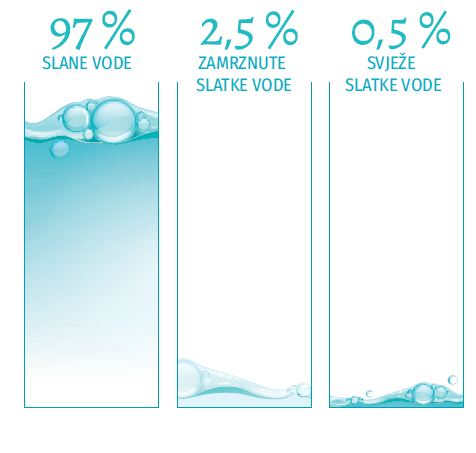 97 %
SLANE VODE
2,5 %
ZAMRZNUTE
SLATKE VODE
0,5 %
SVJEŽE
SLATKE VODE